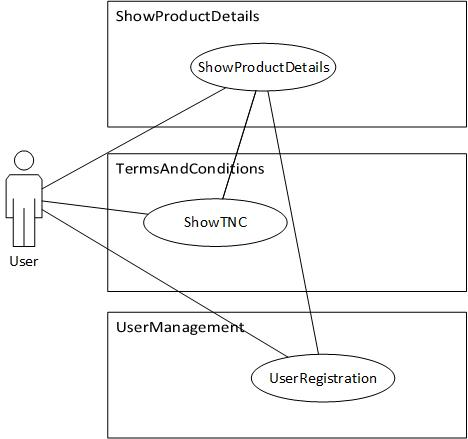 ShowProductDetails
ShowProductDetails
TermsAndConditions
ShowTNC
User
UserManagement
UserRegistration